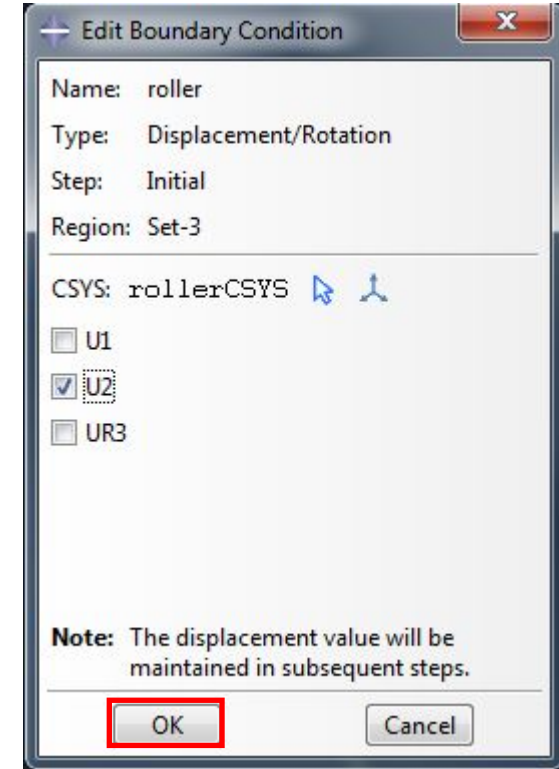 Edit Boundary Condition
Name: roller
Type: Displacement/Rotation
Step: Initial
Region: Set-3
CSYS: rollerCSYS
U1
U2
UR3
Note: The displacement value will be
maintained in subsequent steps.
OK Cancel